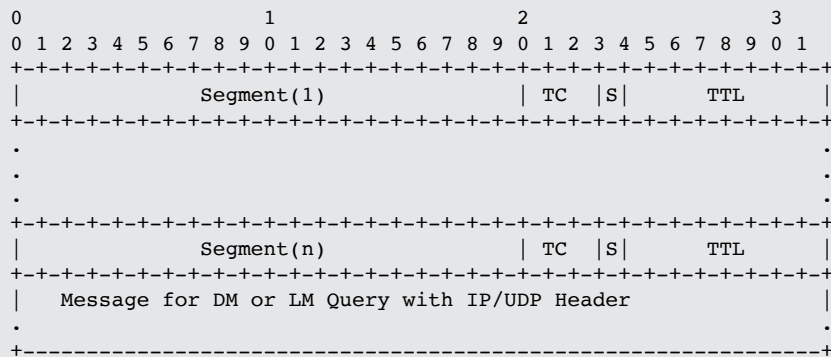 0                   1                   2                   3
0 1 2 3 4 5 6 7 8 9 0 1 2 3 4 5 6 7 8 9 0 1 2 3 4 5 6 7 8 9 0 1
+-+-+-+-+-+-+-+-+-+-+-+-+-+-+-+-+-+-+-+-+-+-+-+-+-+-+-+-+-+-+-+-+
|              Segment(1)               | TC  |S|      TTL      |
+-+-+-+-+-+-+-+-+-+-+-+-+-+-+-+-+-+-+-+-+-+-+-+-+-+-+-+-+-+-+-+-+
.                                                               .
.                                                               .
.                                                               .
+-+-+-+-+-+-+-+-+-+-+-+-+-+-+-+-+-+-+-+-+-+-+-+-+-+-+-+-+-+-+-+-+
|              Segment(n)               | TC  |S|      TTL      |
+-+-+-+-+-+-+-+-+-+-+-+-+-+-+-+-+-+-+-+-+-+-+-+-+-+-+-+-+-+-+-+-+
|   Message for DM or LM Query with IP/UDP Header               |
.                                                               .
+---------------------------------------------------------------+